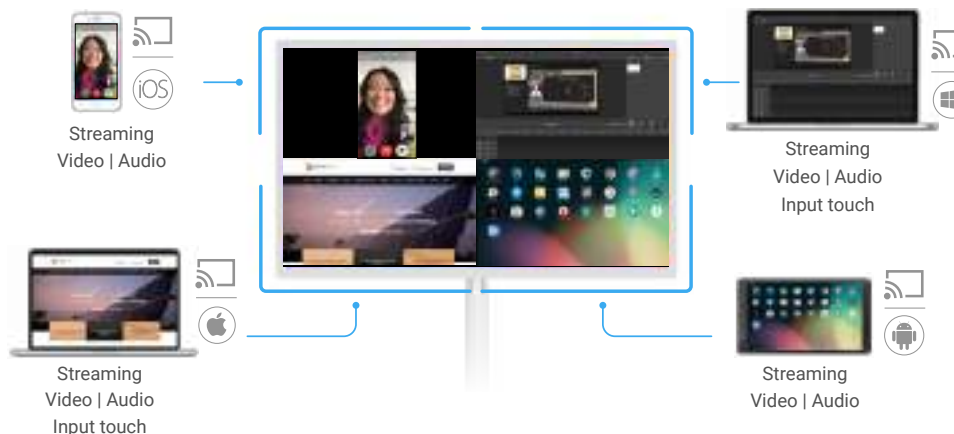 iOS
Streaming
Video | Audio
Streaming
Video | Audio
Input touch
Streaming
Video | Audio
Input touch
Streaming
Video | Audio